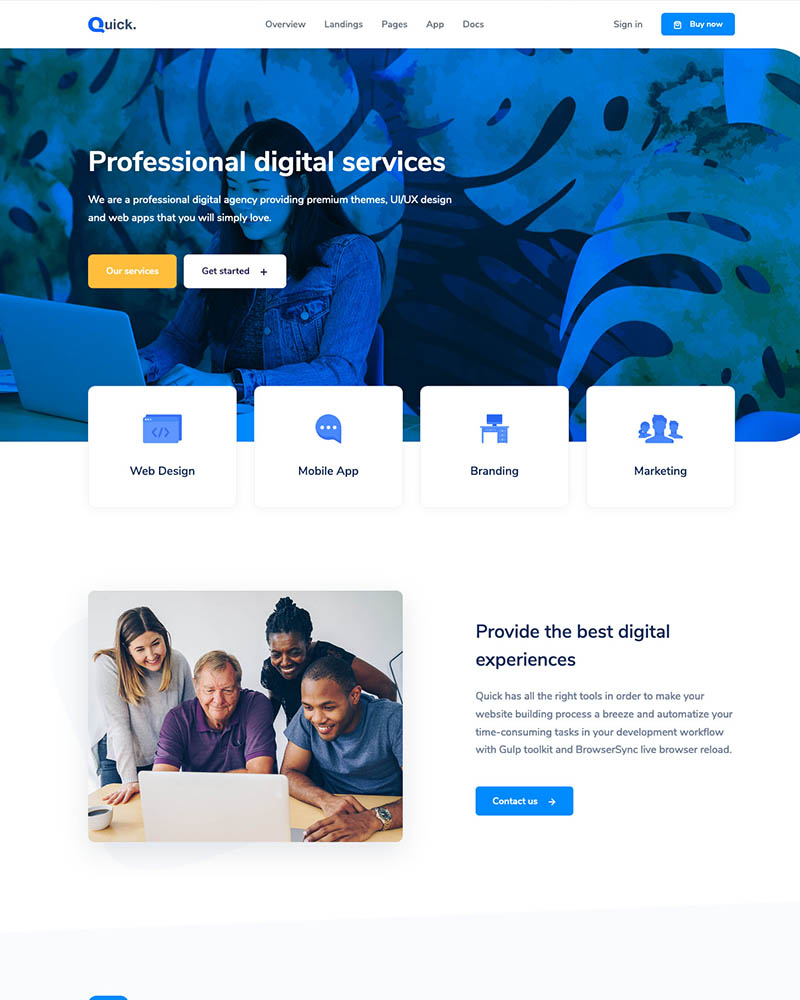 Quick.
Overview Landings Pages App Docs
Sign in
Buy now
Professional digital services
We are a professional digital agency providing premium themes, UI/UX design
and web apps that you will simply love.
Our services
Get started +
Web Design
Mobile App
Branding
Marketing
Provide the best digital
experiences
Quick has all the right tools in order to make your
website building process a breeze and automatize your
time-consuming tasks in your development workflow
with Gulp toolkit and BrowserSync live browser reload.
Contact us →